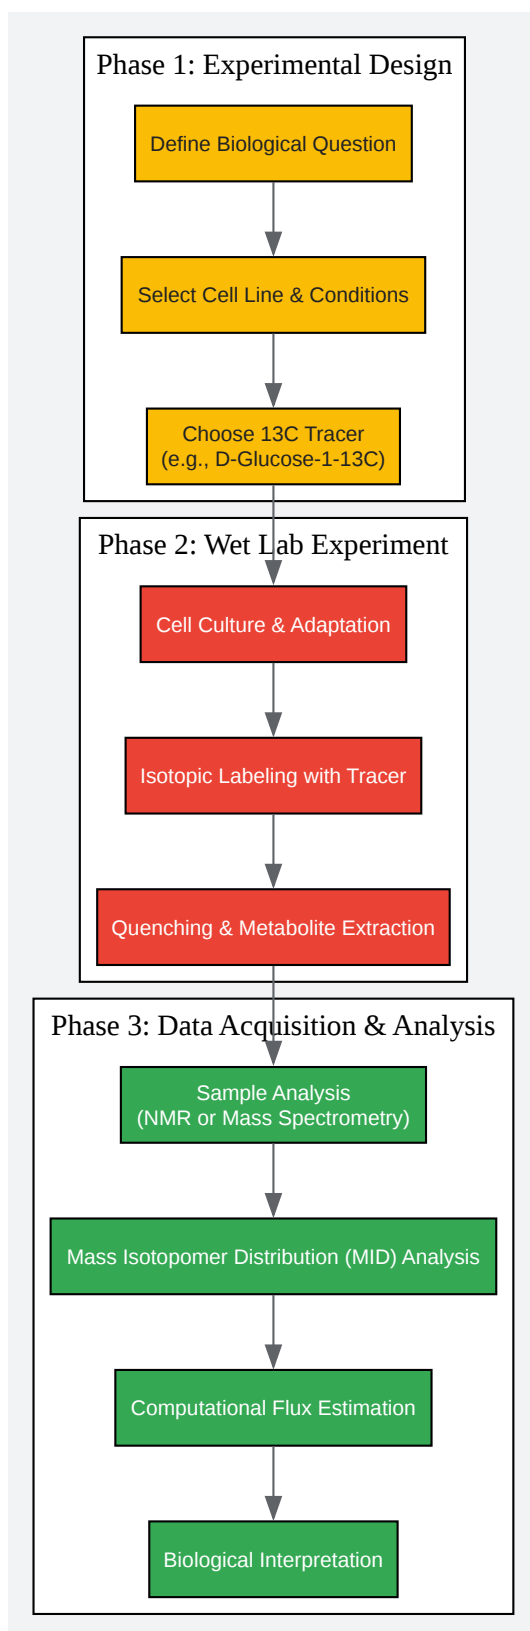 Phase 1: Experimental Design
Define Biological Question
Select Cell Line & Conditions
Choose 13C Tracer
(e.g., D-Glucose-1-13C)
Phase 2: Wet Lab Experiment
Cell Culture & Adaptation
Isotopic Labeling with Tracer
Quenching & Metabolite Extraction
Phase 3: Data Acquisition & Analysis
Sample Analysis
(NMR or Mass Spectrometry)
Mass Isotopomer Distribution (MID) Analysis
Computational Flux Estimation
Biological Interpretation